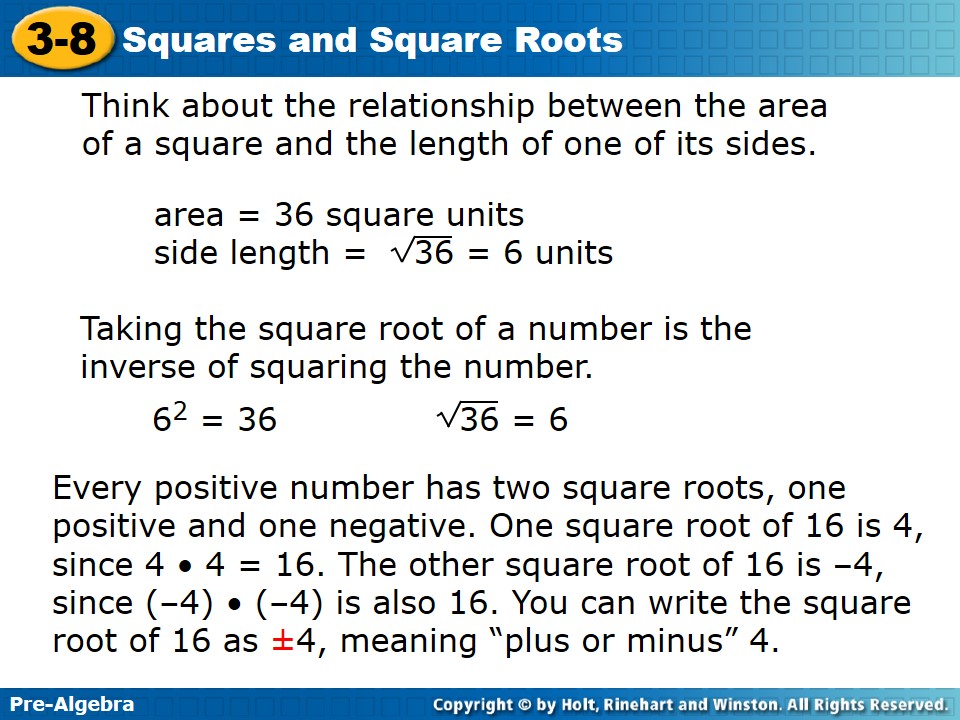 3-8 Squares and Square Roots
Think about the relationship between the area
of a square and the length of one of its sides.
area = 36 square units
side length = √36 = 6 units
Taking the square root of a number is the
inverse of squaring the number.
6² = 36 √36 = 6
Every positive number has two square roots, one
positive and one negative. One square root of 16 is 4,
since 4 • 4 = 16. The other square root of 16 is –4,
since (–4) • (–4) is also 16. You can write the square
root of 16 as ±4, meaning “plus or minus” 4.
Pre-Algebra
Copyright © by Holt, Rinehart and Winston. All Rights Reserved.